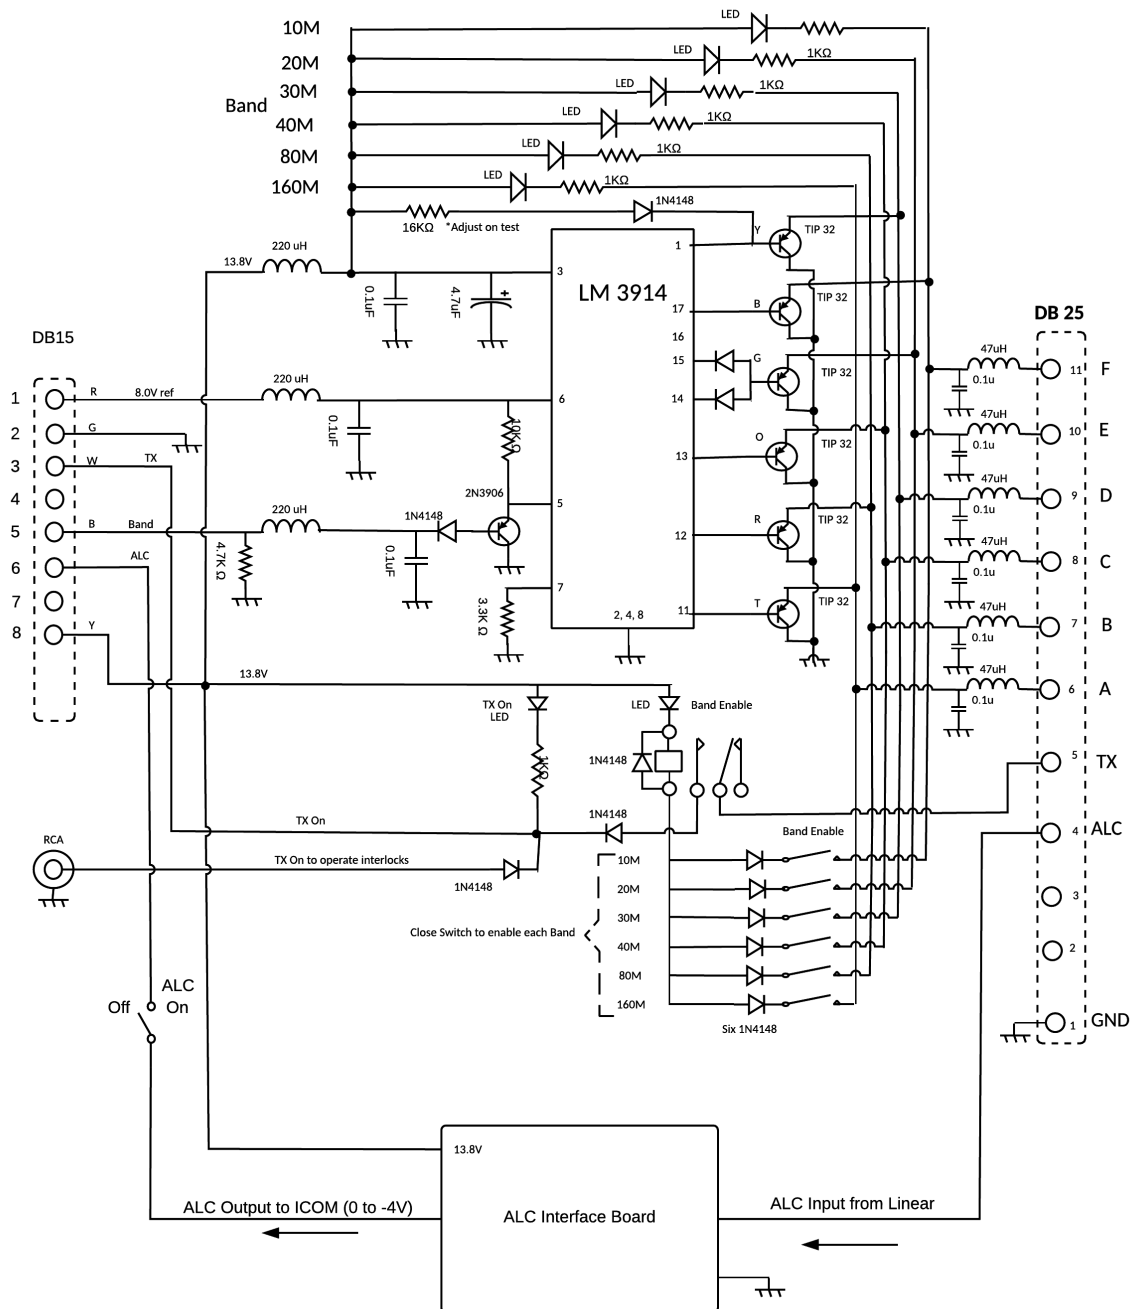 10M
LED
20M
LED
1KΩ
30M
LED
1KΩ
Band
40M
LED
1KΩ
80M
LED
1KΩ
160M
LED
1KΩ
1N4148
16KΩ *Adjust on test
220 uH
13.8V
0.1uF
4.7uF
+
LM 3914
3
1
17
16
15
14
13
12
11
6
5
7
2, 4, 8
Y
TIP 32
B
TIP 32
G
TIP 32
O
TIP 32
R
TIP 32
T
TIP 32
DB15
1
2
3
4
5
6
7
8
R
8.0V ref
G
W
TX
B
Band
ALC
Y
220 uH
0.1uF
10K Ω
2N3906
220 uH
1N4148
4.7K Ω
0.1uF
3.3K Ω
DB 25
47uH
0.1u
11
F
47uH
0.1u
10
E
47uH
0.1u
9
D
47uH
0.1u
8
C
47uH
0.1u
7
B
47uH
0.1u
6
A
5
TX
4
ALC
3
2
1
GND
13.8V
TX On
LED
LED
Band Enable
1N4148
1KΩ
1N4148
TX On
RCA
TX On to operate interlocks
1N4148
Band Enable
10M
20M
30M
Close Switch to enable each Band
40M
80M
160M
Six 1N4148
ALC
Off
On
13.8V
ALC Output to ICOM (0 to -4V)
ALC Interface Board
ALC Input from Linear